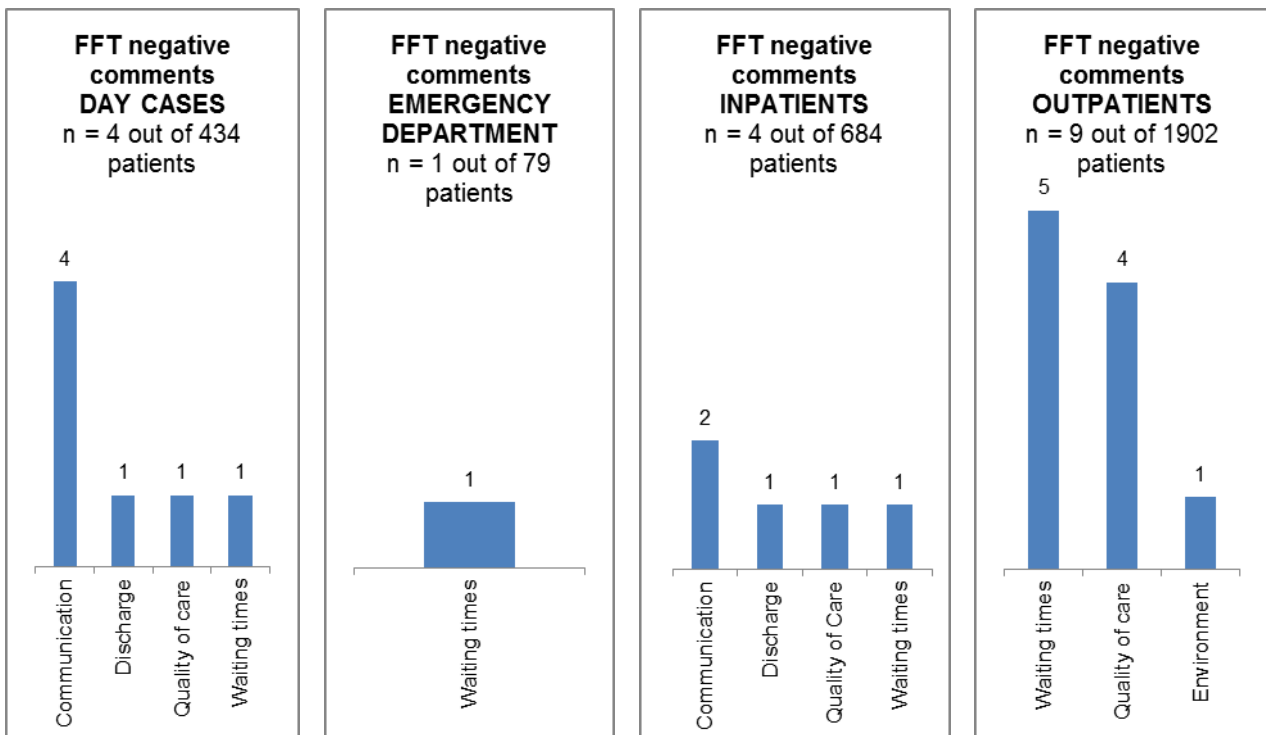 FFT negative
comments
DAY CASES
n = 4 out of 434
patients
4
1
1
1
Communication
Discharge
Quality of care
Waiting times
FFT negative
comments
EMERGENCY
DEPARTMENT
n = 1 out of 79
patients
1
Waiting times
FFT negative
comments
INPATIENTS
n = 4 out of 684
patients
2
1
1
1
Communication
Discharge
Quality of Care
Waiting times
FFT negative
comments
OUTPATIENTS
n = 9 out of 1902
patients
5
4
1
Waiting times
Quality of care
Environment